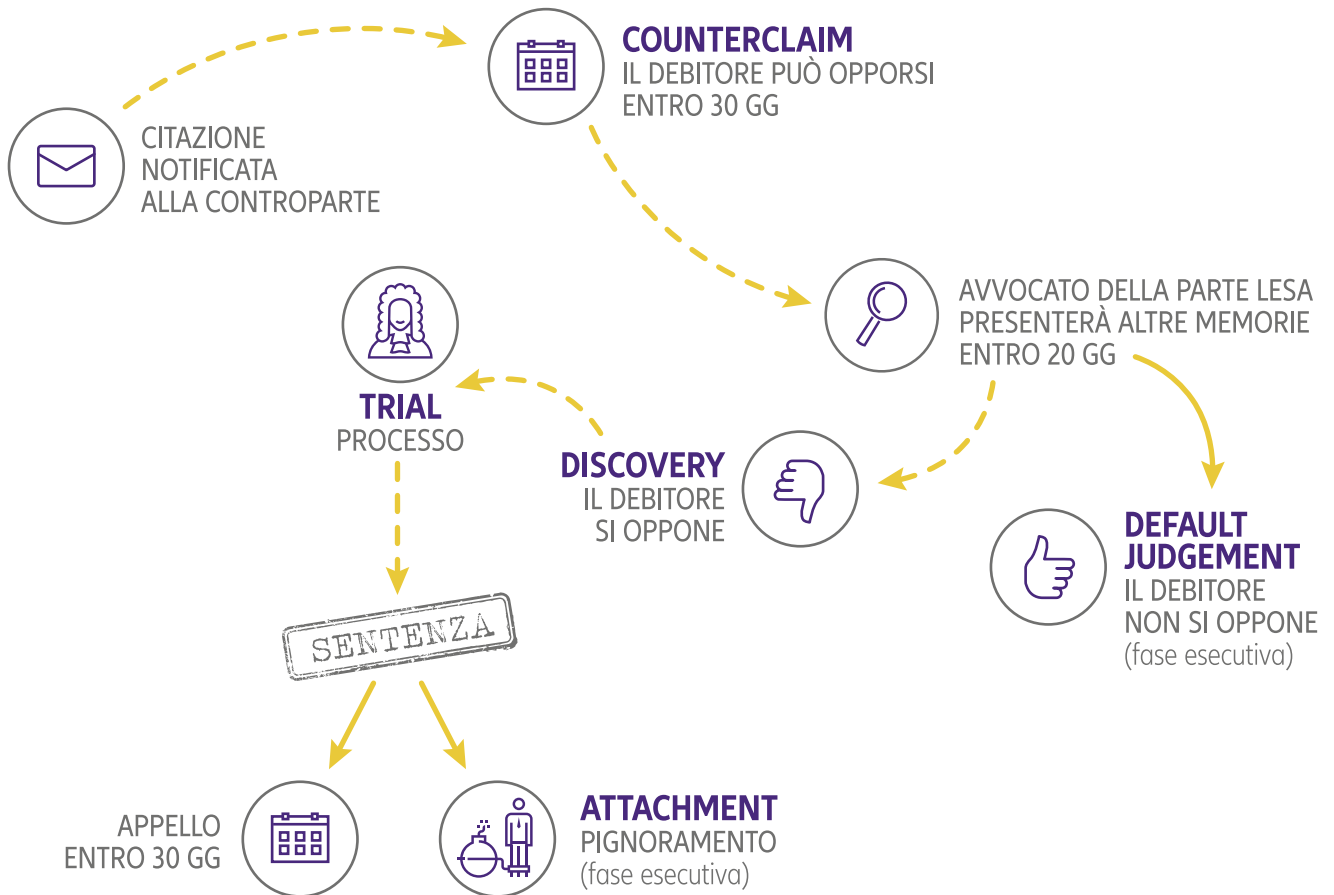 COUNTERCLAIM
IL DEBITORE PUÒ OPPORSI
ENTRO 30 GG
CITAZIONE
NOTIFICATA
ALLA CONTROPARTE
AVVOCATO DELLA PARTE LESA
PRESENTERÀ ALTRE MEMORIE
ENTRO 20 GG
TRIAL
PROCESSO
DISCOVERY
IL DEBITORE
SI OPPONE
DEFAULT
JUDGEMENT
IL DEBITORE
NON SI OPPONE
(fase esecutiva)
SENTENZA
APPELLO
ENTRO 30 GG
ATTACHMENT
PIGNORAMENTO
(fase esecutiva)